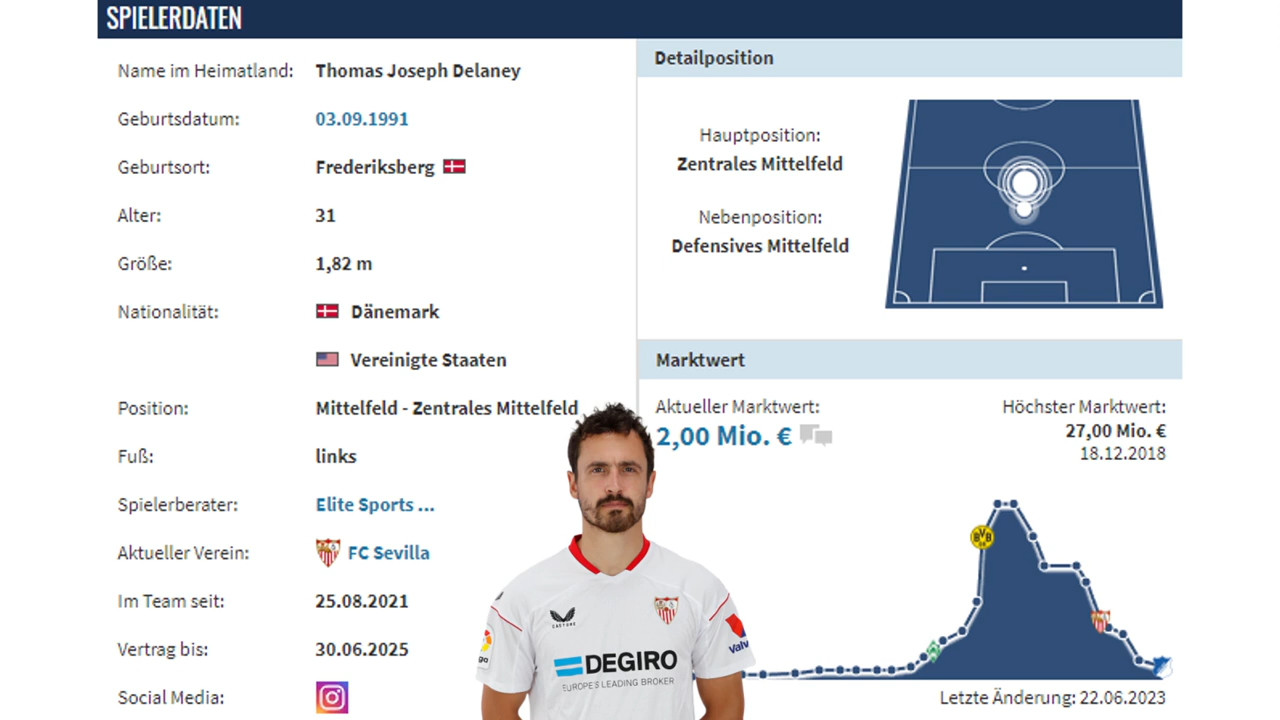 SPIELERDATEN
Name im Heimatland: Thomas Joseph Delaney
Geburtsdatum: 03.09.1991
Geburtsort: Frederiksberg
Alter: 31
Größe: 1,82 m
Nationalität: Dänemark
Vereinigte Staaten
Position: Mittelfeld - Zentrales Mittelfeld
Fuß: links
Spielerberater: Elite Sports ...
Aktueller Verein: FC Sevilla
Im Team seit: 25.08.2021
Vertrag bis: 30.06.2025
Social Media:
Detailposition
Hauptposition:
Zentrales Mittelfeld
Nebenposition:
Defensives Mittelfeld
Marktwert
Aktueller Marktwert:
2,00 Mio. €
Höchster Marktwert:
27,00 Mio. €
18.12.2018
BVB
09
Letzte Änderung: 22.06.2023
CASTORE
DEGIRO
EUROPE'S LEADING BROKER
Valv